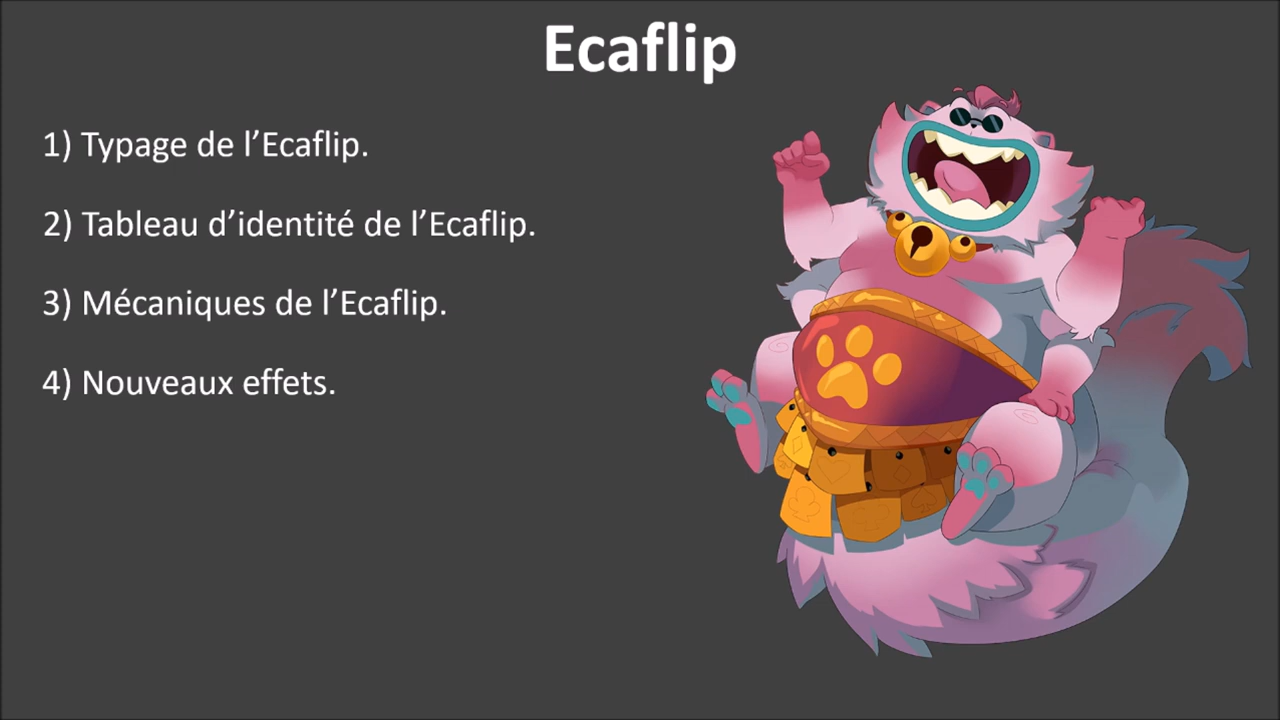 Ecaflip
1) Typage de l’Ecaflip.
2) Tableau d’identité de l’Ecaflip.
3) Mécaniques de l’Ecaflip.
4) Nouveaux effets.